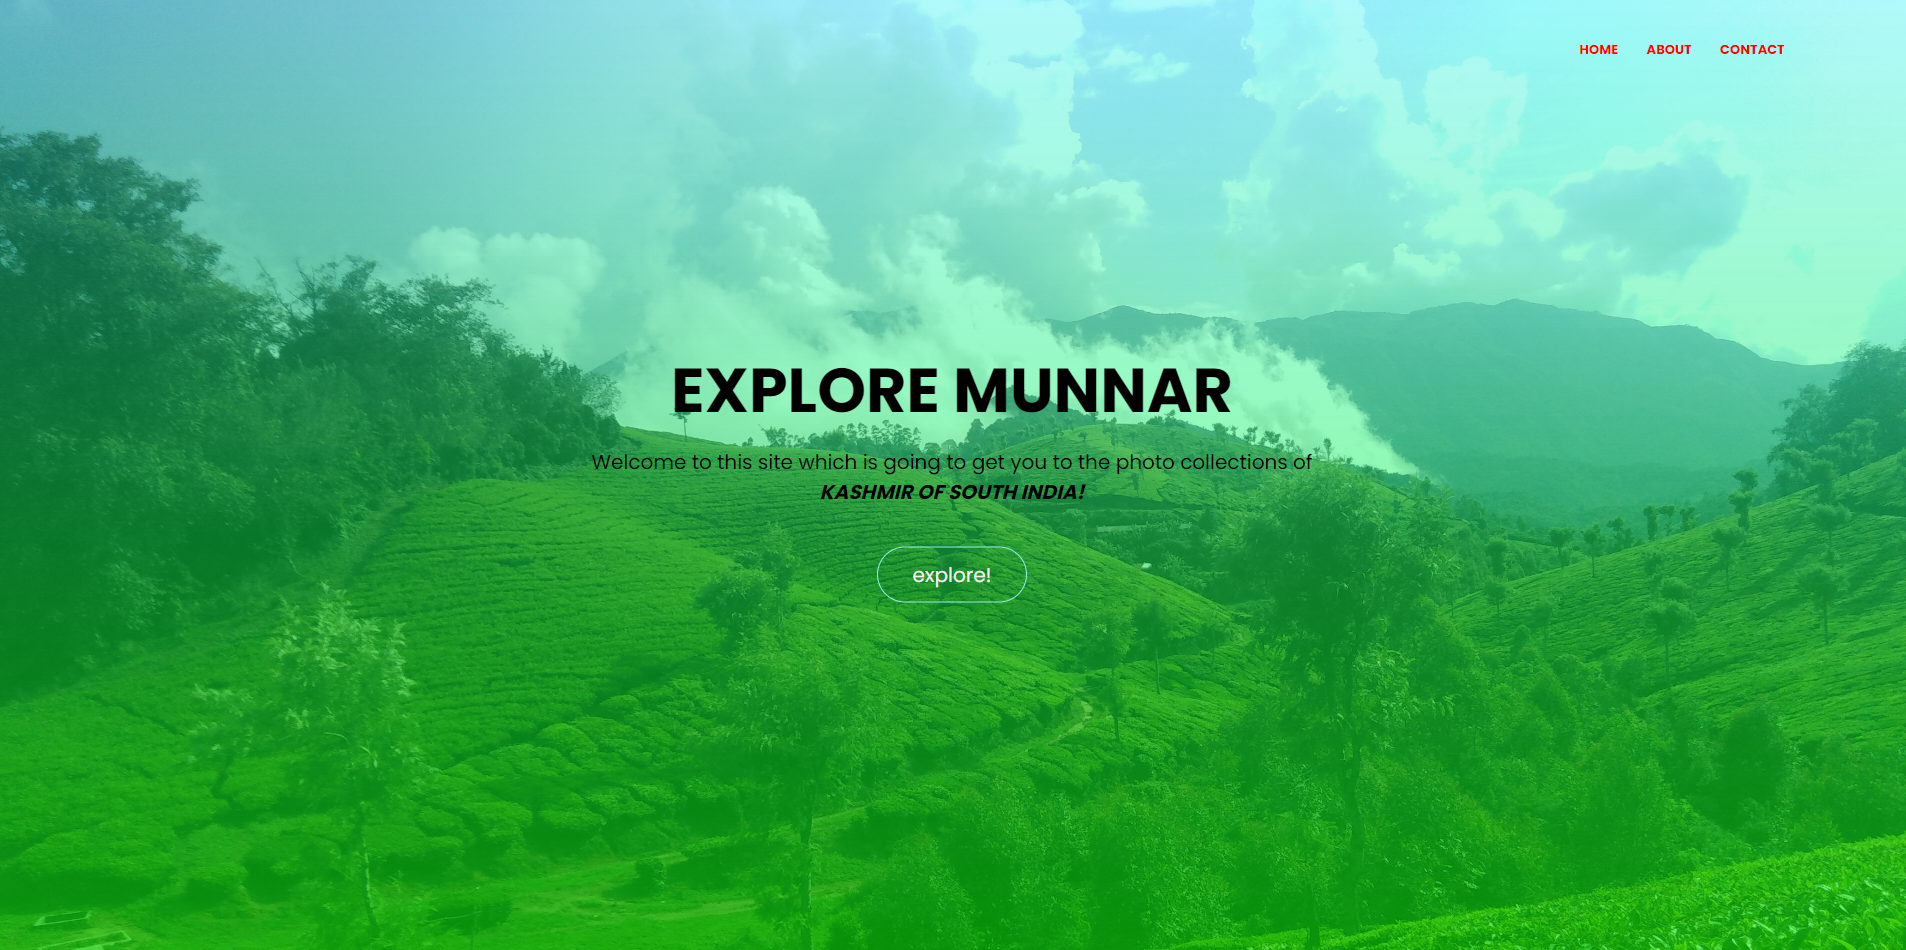 HOME ABOUT CONTACT
EXPLORE MUNNAR
Welcome to this site which is going to get you to the photo collections of
KASHMIR OF SOUTH INDIA!
explore!